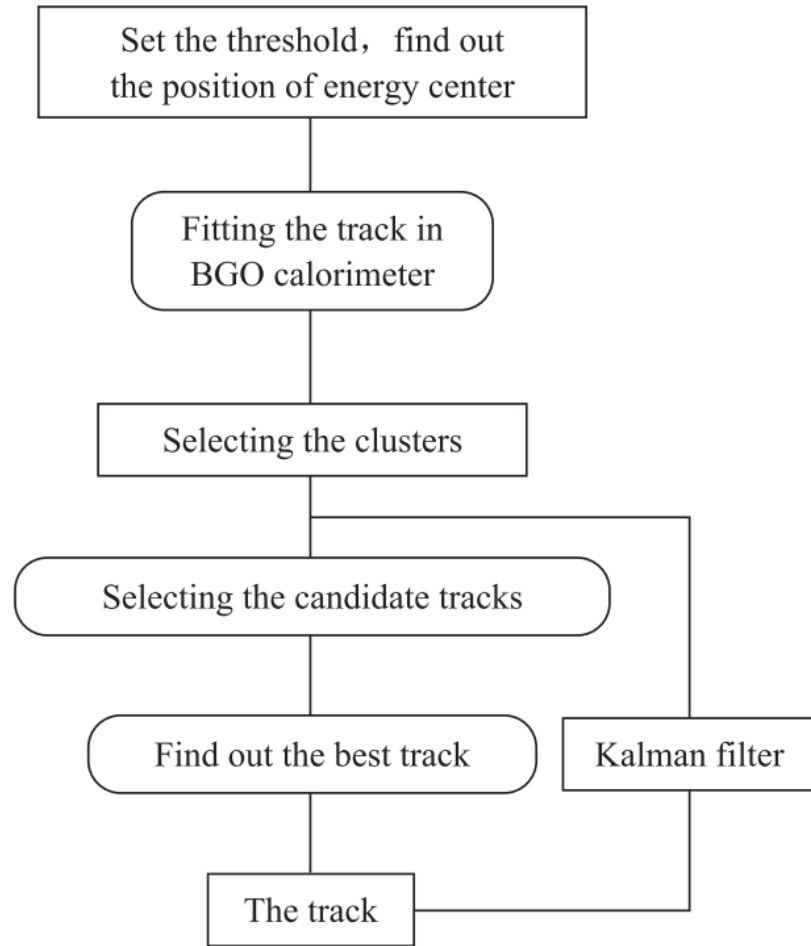 Set the threshold，find out
the position of energy center
Fitting the track in
BGO calorimeter
Selecting the clusters
Selecting the candidate tracks
Find out the best track
Kalman filter
The track